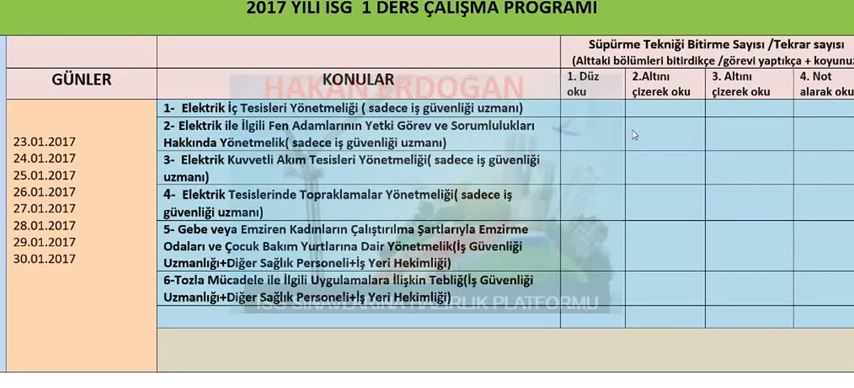 2017 YILI ISG 1 DERS ÇALIŞMA PROGRAMI
Süpürme Tekniği Bitirme Sayısı /Tekrar sayısı
(Alttaki bölümleri bitirdikçe /görevi yaptıkça + koyunuz
GÜNLER
KONULAR
1. Düz
oku
2.Altını
çizerek oku
3. Altını
çizerek oku
4. Not
alarak oku
HAKAN ERDOĞAN
23.01.2017
24.01.2017
25.01.2017
26.01.2017
27.01.2017
28.01.2017
29.01.2017
30.01.2017
1- Elektrik İç Tesisleri Yönetmeliği ( sadece iş güvenliği uzmanı)
2- Elektrik ile İlgili Fen Adamlarının Yetki Görev ve Sorumlulukları
Hakkında Yönetmelik( sadece iş güvenliği uzmanı)
3- Elektrik Kuvvetli Akım Tesisleri Yönetmeliği( sadece iş güvenliği
uzmanı)
4- Elektrik Tesislerinde Topraklamalar Yönetmeliği( sadece iş
güvenliği uzmanı)
5- Gebe veya Emziren Kadınların Çalıştırılma Şartlarıyla Emzirme
Odaları ve Çocuk Bakım Yurtlarına Dair Yönetmelik(İş Güvenliği
Uzmanlığı+Diğer Sağlık Personeli+İş Yeri Hekimliği)
6-Tozla Mücadele ile İlgili Uygulamalara İlişkin Tebliğ(İş Güvenliği
Uzmanlığı+Diğer Sağlık Personeli+İş Yeri Hekimliği)
ISG SINAVLARINA HAZIRLIK PLATFORMU